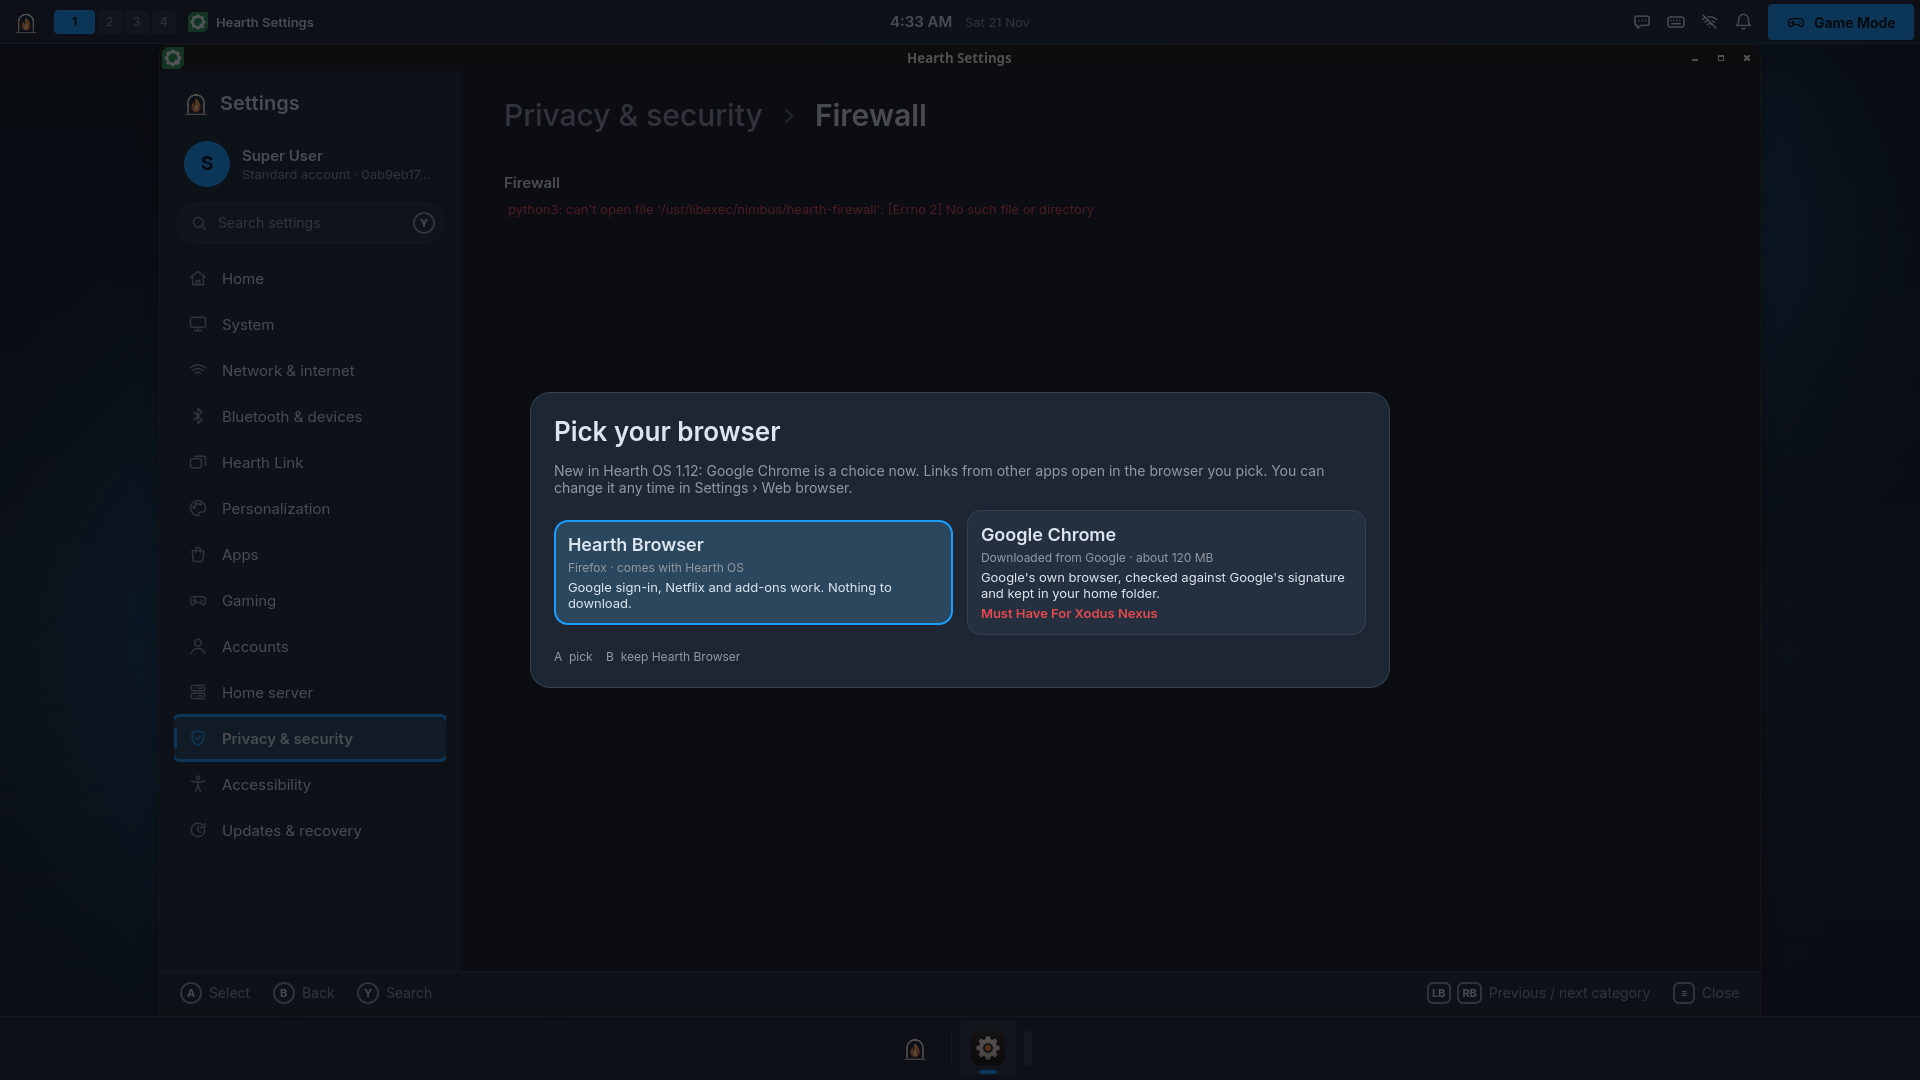 1 2 3 4 Hearth Settings
4:33 AM Sat 21 Nov
Game Mode
Hearth Settings
Settings
S
Super User
Standard account · 0ab9eb17...
Search settings Y
Home
System
Network & internet
Bluetooth & devices
Hearth Link
Personalization
Apps
Gaming
Accounts
Home server
Privacy & security
Accessibility
Updates & recovery
Privacy & security › Firewall
Firewall
python3: can't open file '/usr/libexec/nimbus/hearth-firewall': [Errno 2] No such file or directory
Pick your browser
New in Hearth OS 1.12: Google Chrome is a choice now. Links from other apps open in the browser you pick. You can
change it any time in Settings › Web browser.
Hearth Browser
Firefox · comes with Hearth OS
Google sign-in, Netflix and add-ons work. Nothing to
download.
Google Chrome
Downloaded from Google · about 120 MB
Google's own browser, checked against Google's signature
and kept in your home folder.
Must Have For Xodus Nexus
A pick B keep Hearth Browser
A Select B Back Y Search
LB RB Previous / next category ≡ Close